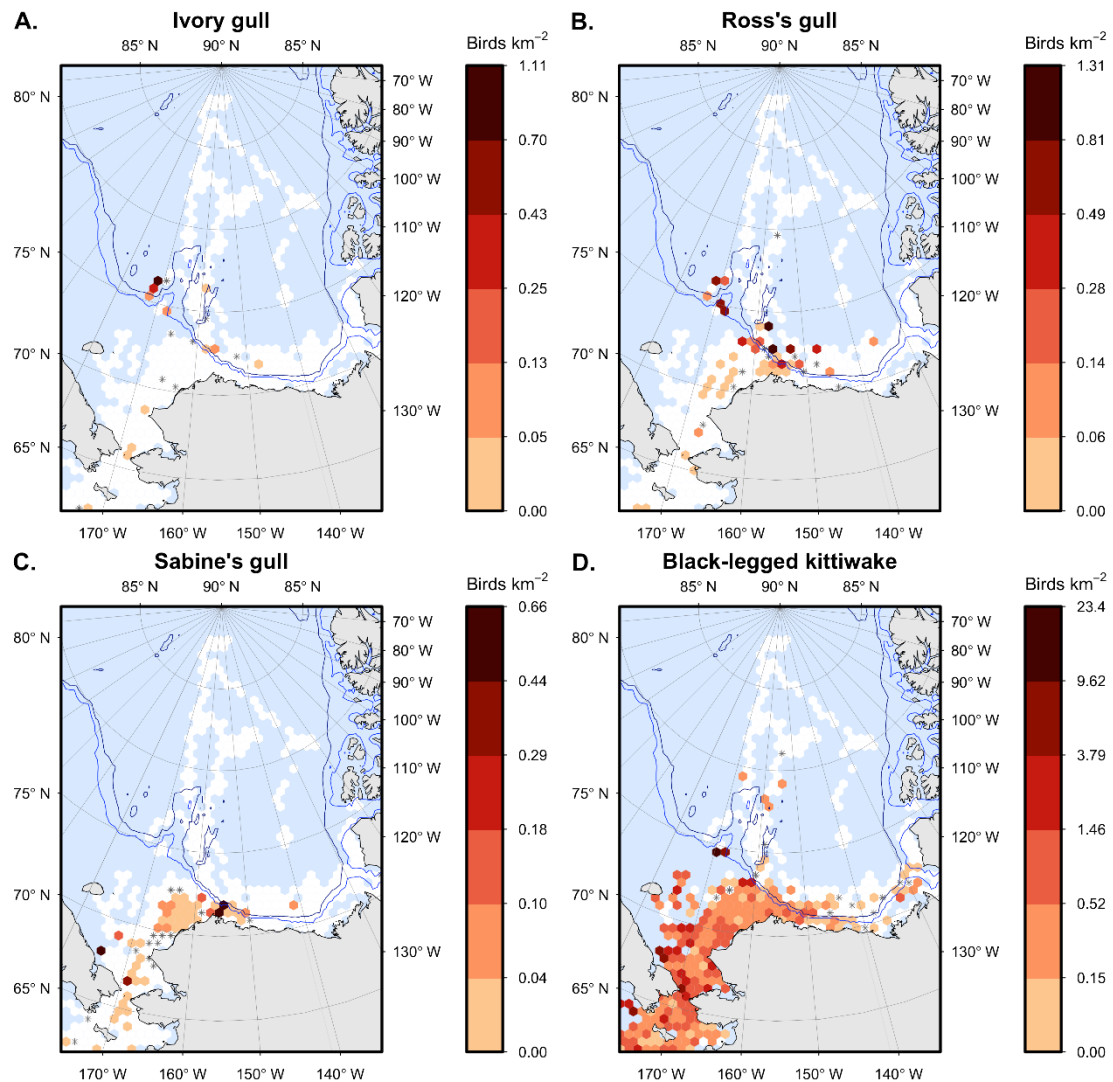 A. Ivory gull
85° N 90° N 85° N
Birds km−2
80° N
75° N
70° N
65° N
70° W
80° W
90° W
100° W
110° W
120° W
130° W
170° W 160° W 150° W 140° W
1.11
0.70
0.43
0.25
0.13
0.05
0.00
B. Ross's gull
85° N 90° N 85° N
Birds km−2
80° N
75° N
70° N
65° N
70° W
80° W
90° W
100° W
110° W
120° W
130° W
170° W 160° W 150° W 140° W
1.31
0.81
0.49
0.28
0.13
0.06
0.00
C. Sabine's gull
85° N 90° N 85° N
Birds km−2
80° N
75° N
70° N
65° N
70° W
80° W
90° W
100° W
110° W
120° W
130° W
170° W 160° W 150° W 140° W
0.66
0.44
0.29
0.18
0.10
0.04
0.00
D. Black-legged kittiwake
85° N 90° N 85° N
Birds km−2
80° N
75° N
70° N
65° N
70° W
80° W
90° W
100° W
110° W
120° W
130° W
170° W 160° W 150° W 140° W
23.4
9.62
3.79
1.46
0.52
0.15
0.00